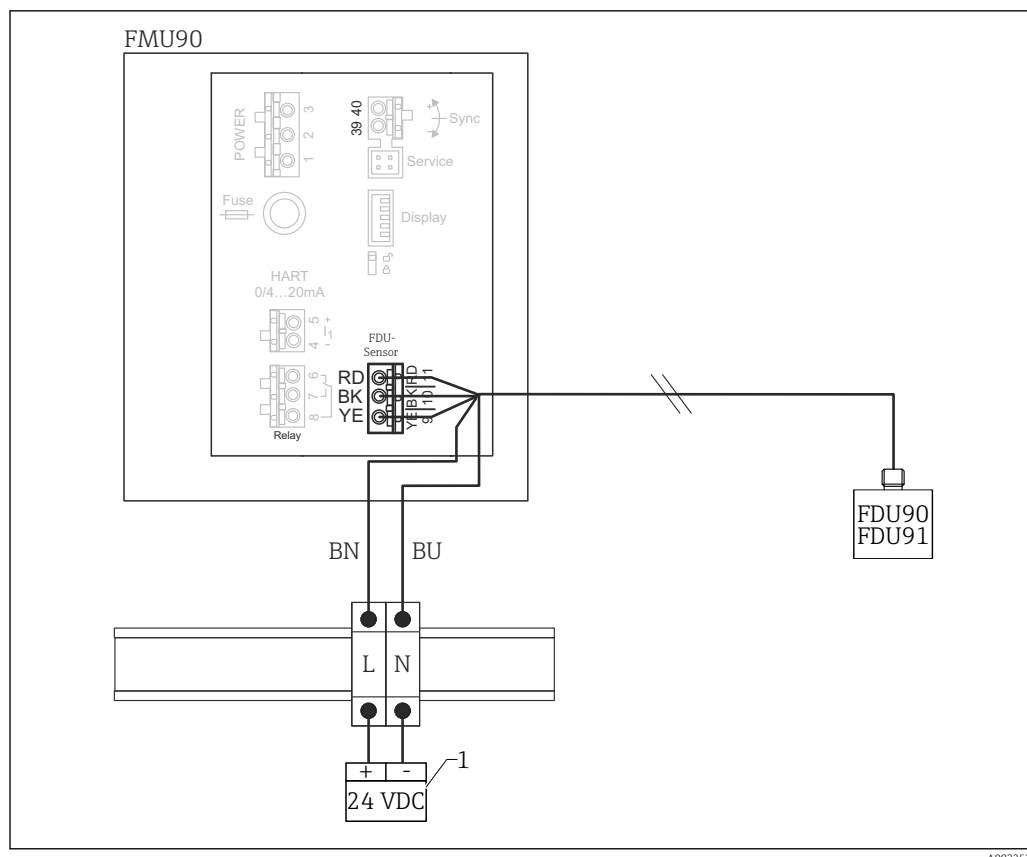 FMU90
POWER
3
2
1
39 40
+
-
Sync
Service
Fuse
Display
HART
0/4...20mA
5 +
I1
4 -
FDU-
Sensor
RD
BK
YE
RD 11
BK 10
YE 9
6
7
8
Relay
FDU90
FDU91
BN
BU
L
N
+
-
1
24 VDC